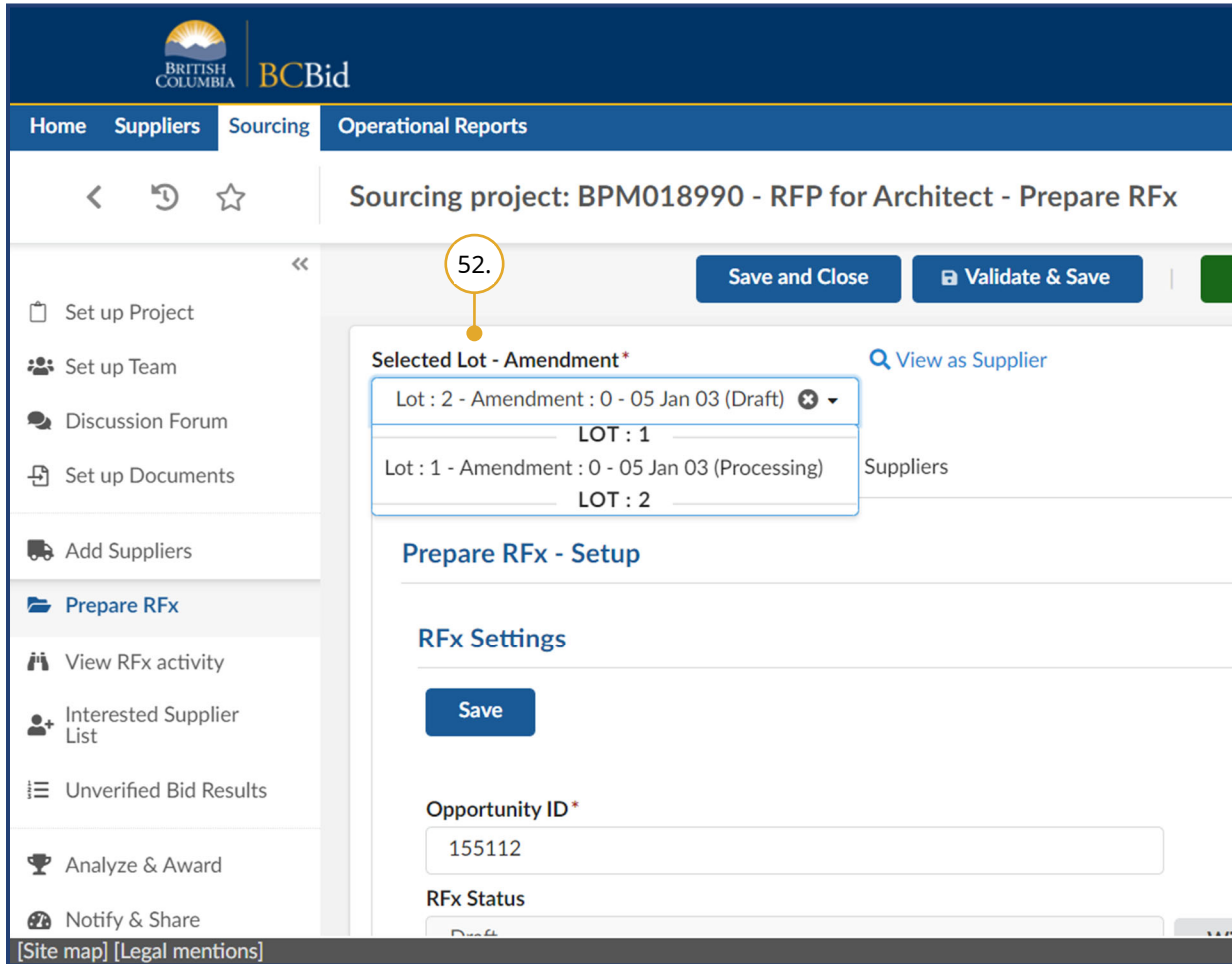 BRITISH
COLUMBIA
BCBid
Home Suppliers Sourcing Operational Reports
Sourcing project: BPM018990 - RFP for Architect - Prepare RFx
52.
Save and Close Validate & Save
Set up Project
Set up Team
Discussion Forum
Set up Documents
Add Suppliers
Prepare RFx
View RFx activity
Interested Supplier
List
Unverified Bid Results
Analyze & Award
Notify & Share
Selected Lot - Amendment* View as Supplier
Lot : 2 - Amendment : 0 - 05 Jan 03 (Draft)
LOT : 1
Lot : 1 - Amendment : 0 - 05 Jan 03 (Processing) Suppliers
LOT : 2
Prepare RFx - Setup
RFx Settings
Save
Opportunity ID*
155112
RFx Status
Draft
[Site map] [Legal mentions]